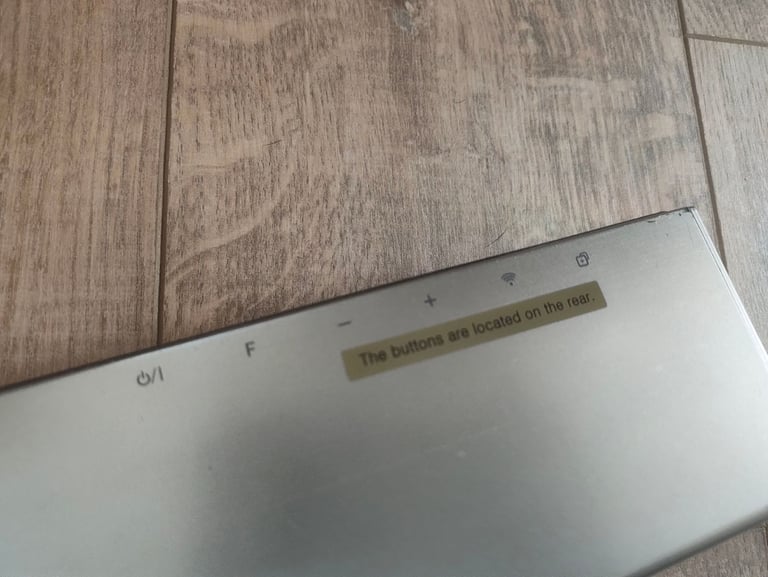 ⏻/I F − +
The buttons are located on the rear.